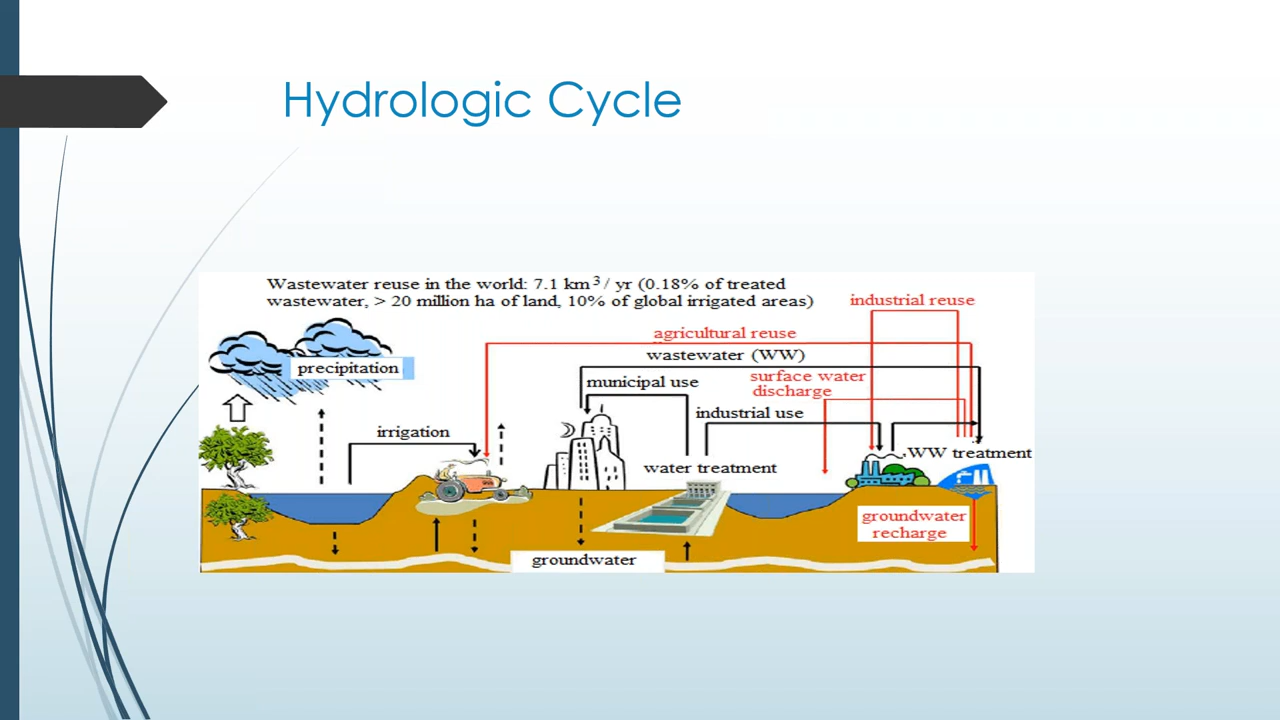 Hydrologic Cycle
Wastewater reuse in the world: 7.1 km³/ yr (0.18% of treated
wastewater, > 20 million ha of land, 10% of global irrigated areas)
industrial reuse
agricultural reuse
wastewater (WW)
precipitation
municipal use
surface water
discharge
industrial use
irrigation
WW treatment
water treatment
groundwater
recharge
groundwater